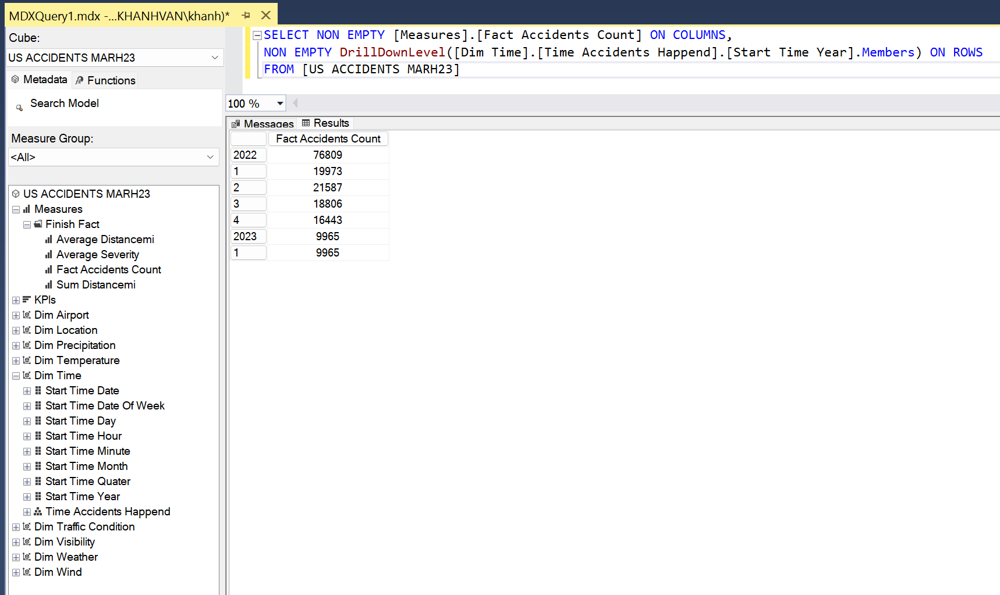 MDXQuery1.mdx -...KHANHVAN\khanh)*
Cube:
US ACCIDENTS MARH23
Metadata
Functions
Search Model
Measure Group:
<All>
US ACCIDENTS MARH23
Measures
Finish Fact
Average Distancemi
Average Severity
Fact Accidents Count
Sum Distancemi
KPIs
Dim Airport
Dim Location
Dim Precipitation
Dim Temperature
Dim Time
Start Time Date
Start Time Date Of Week
Start Time Day
Start Time Hour
Start Time Minute
Start Time Month
Start Time Quater
Start Time Year
Time Accidents Happend
Dim Traffic Condition
Dim Visibility
Dim Weather
Dim Wind
SELECT NON EMPTY [Measures].[Fact Accidents Count] ON COLUMNS,
NON EMPTY DrillDownLevel([Dim Time].[Time Accidents Happend].[Start Time Year].Members) ON ROWS
FROM [US ACCIDENTS MARH23]
100 %
Messages
Results
Fact Accidents Count
2022 76809
1 19973
2 21587
3 18806
4 16443
2023 9965
1 9965